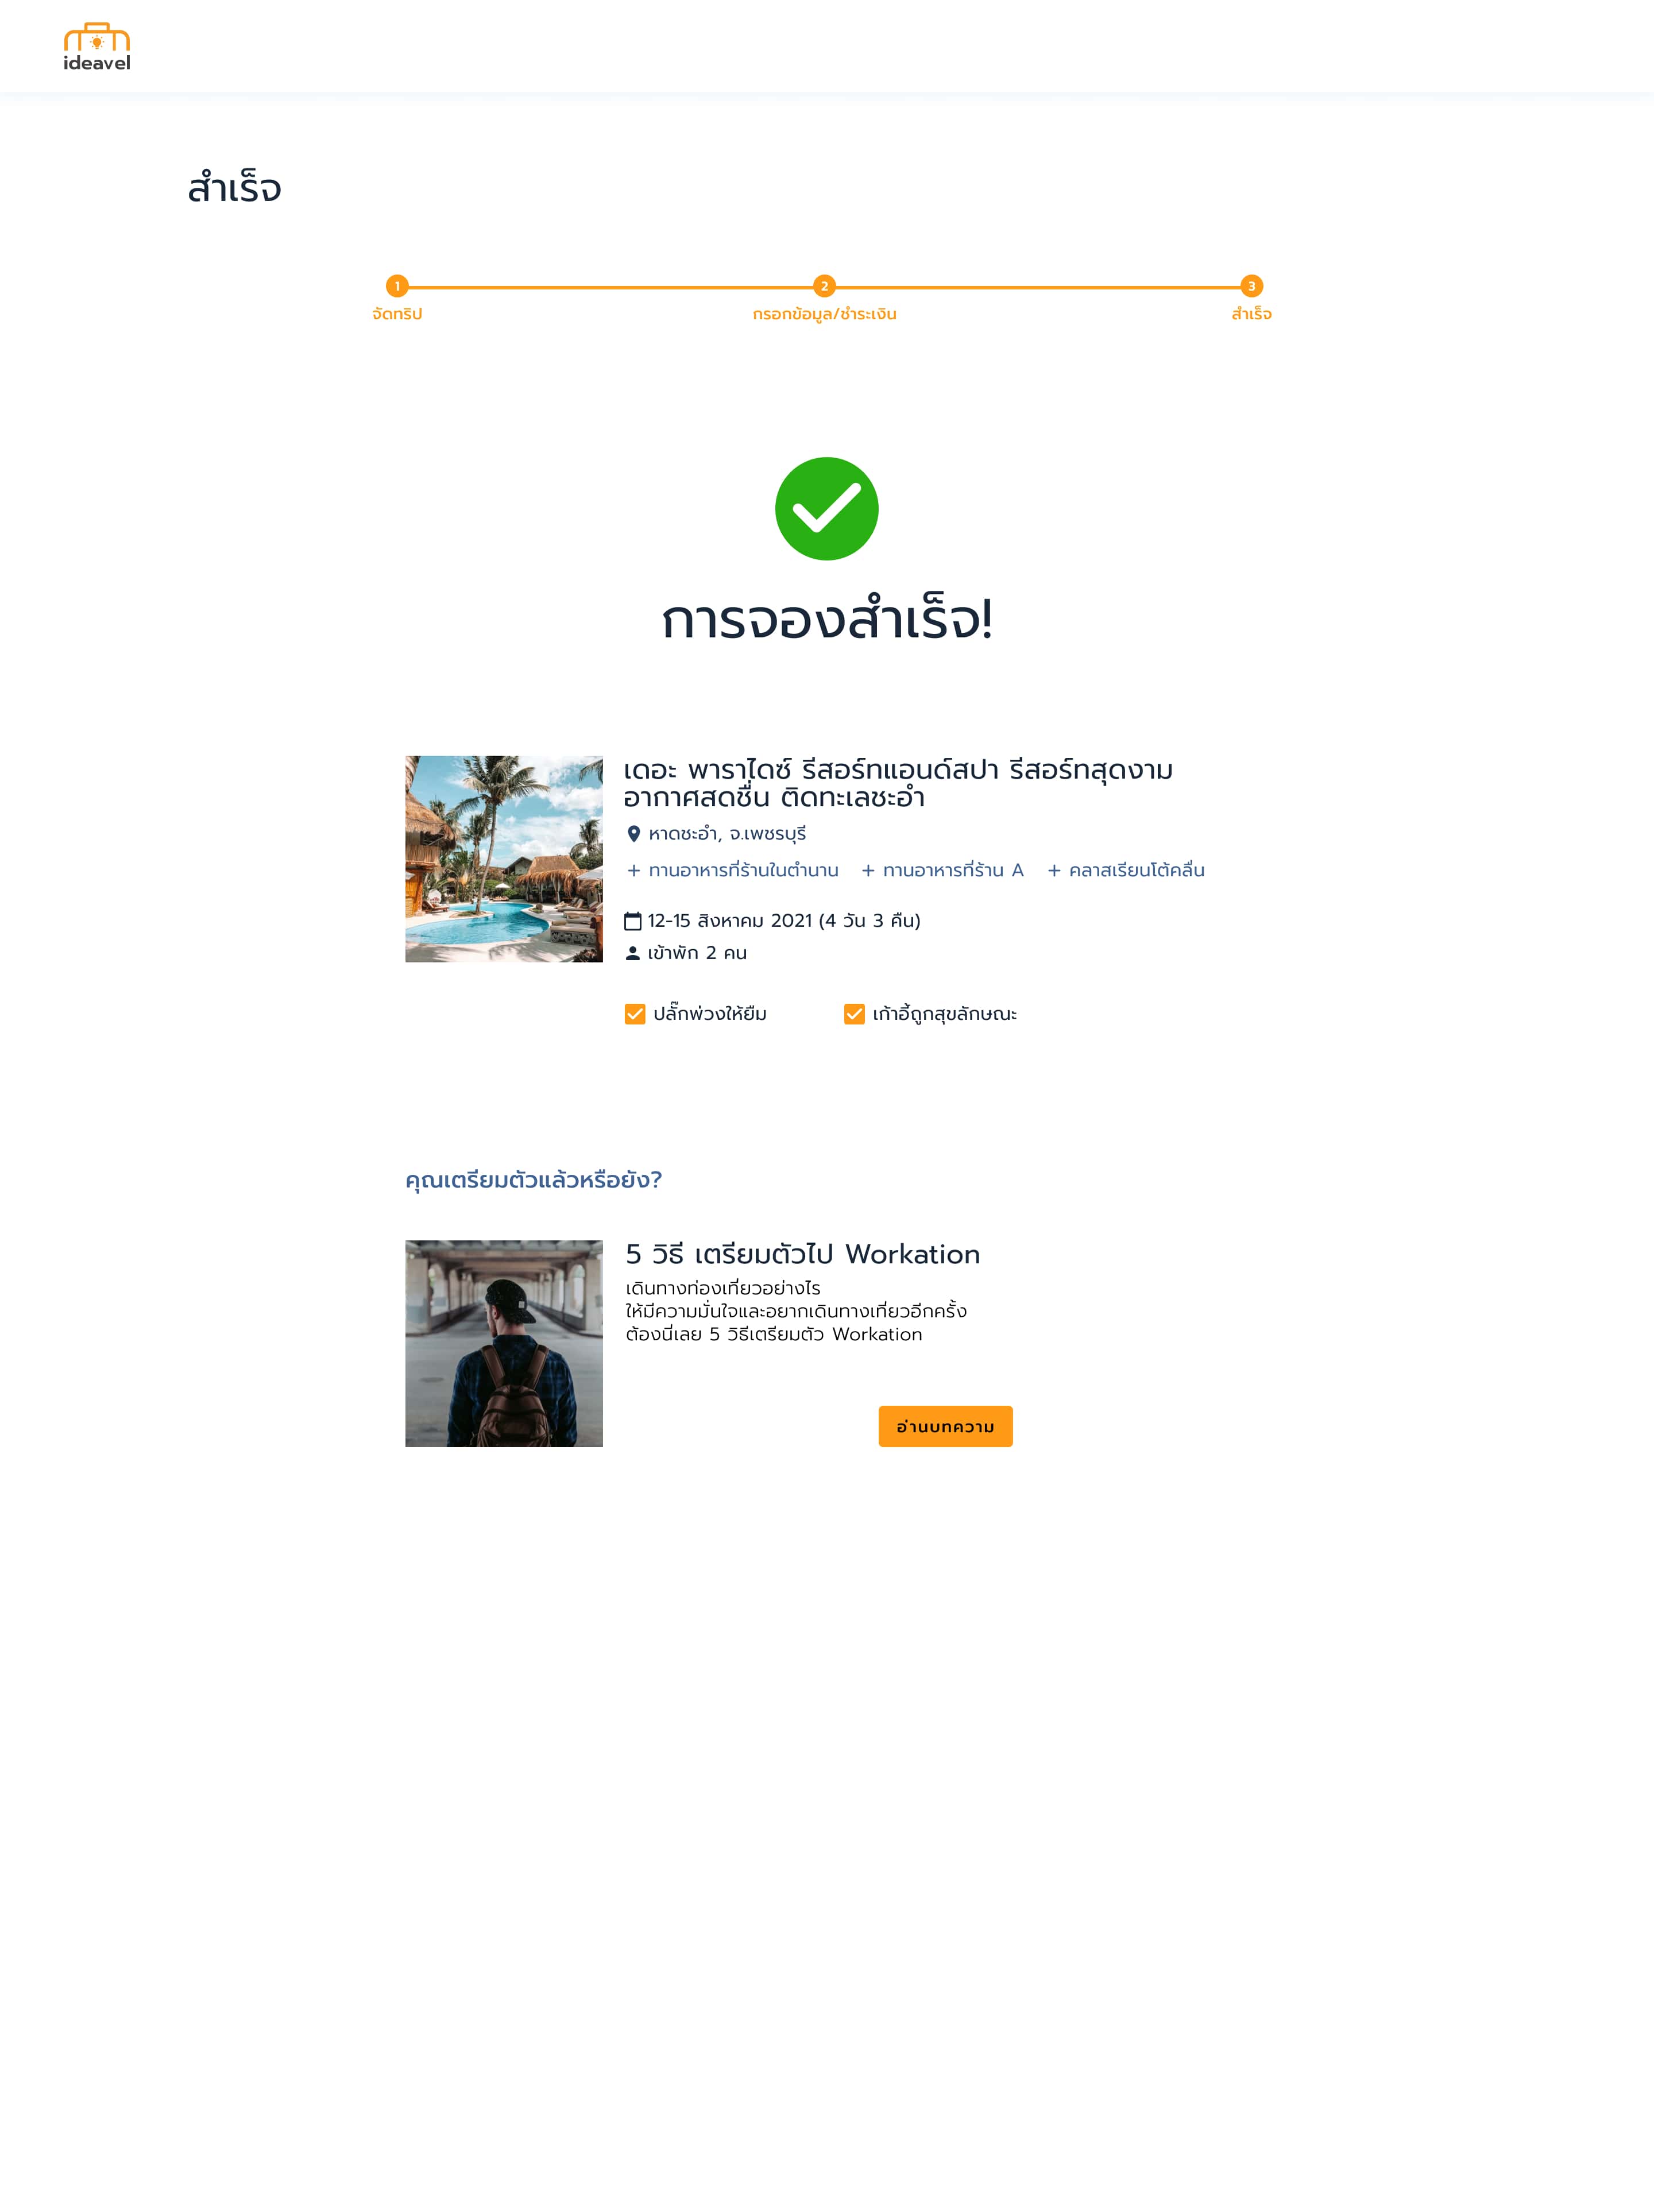 ideavel
สำเร็จ
1
2
3
จัดทริป
กรอกข้อมูล/ชำระเงิน
สำเร็จ
การจองสำเร็จ!
เดอะ พาราไดซ์ รีสอร์ทแอนด์สปา รีสอร์ทสุดงาม
อากาศสดชื่น ติดทะเลชะอำ
หาดชะอำ, จ.เพชรบุรี
+ ทานอาหารที่ร้านในตำนาน + ทานอาหารที่ร้าน A + คลาสเรียนโต้คลื่น
12-15 สิงหาคม 2021 (4 วัน 3 คืน)
เข้าพัก 2 คน
ปลั๊กพ่วงให้ยืม
เก้าอี้ถูกสุขลักษณะ
คุณเตรียมตัวแล้วหรือยัง?
5 วิธี เตรียมตัวไป Workation
เดินทางท่องเที่ยวอย่างไร
ให้มีความมั่นใจและอยากเดินทางเที่ยวอีกครั้ง
ต้องนี่เลย 5 วิธีเตรียมตัว Workation
อ่านบทความ